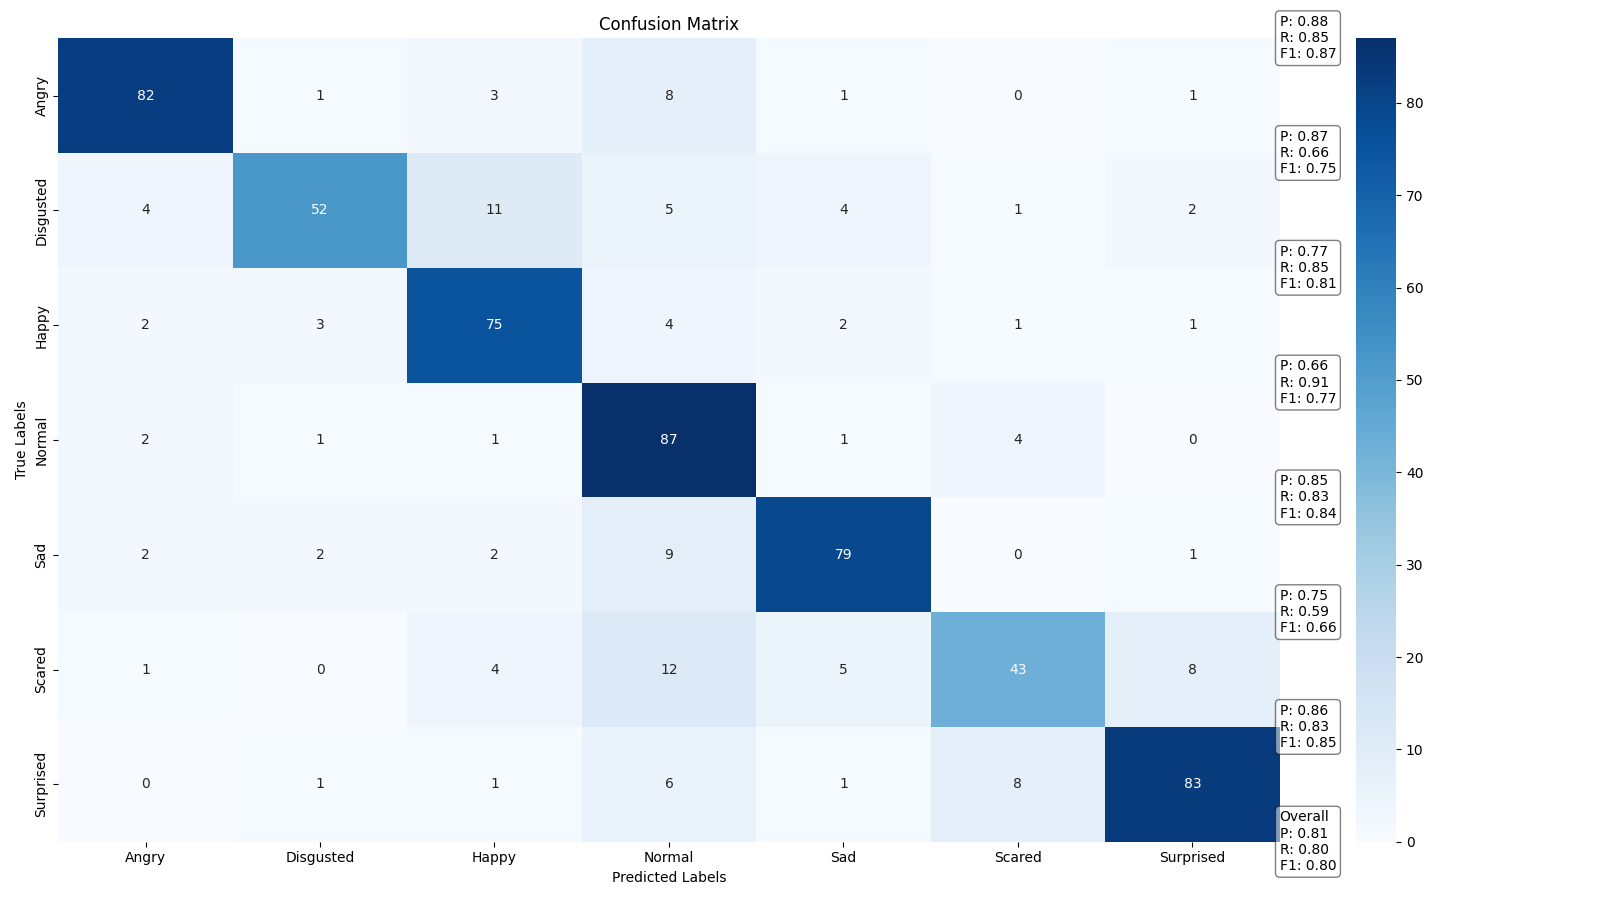 Confusion Matrix
Angry 82 1 3 8 1 0 1
P: 0.88
R: 0.85
F1: 0.87
Disgusted 4 52 11 5 4 1 2
P: 0.87
R: 0.66
F1: 0.75
Happy 2 3 75 4 2 1 1
P: 0.77
R: 0.85
F1: 0.81
Normal 2 1 1 87 1 4 0
P: 0.66
R: 0.91
F1: 0.77
Sad 2 2 2 9 79 0 1
P: 0.85
R: 0.83
F1: 0.84
Scared 1 0 4 12 5 43 8
P: 0.75
R: 0.59
F1: 0.66
Surprised 0 1 1 6 1 8 83
P: 0.86
R: 0.83
F1: 0.85
Overall
P: 0.81
R: 0.80
F1: 0.80
True Labels
Angry Disgusted Happy Normal Sad Scared Surprised
Predicted Labels
80
70
60
50
40
30
20
10
0